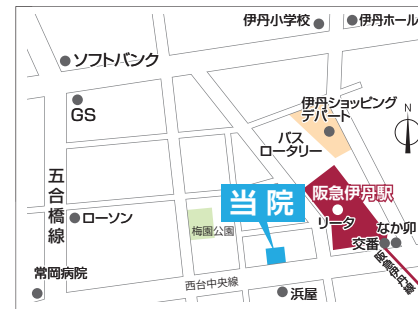 伊丹小学校
伊丹ホール
ソフトバンク
N
伊丹ショッピング
デパート
GS
バス
ロータリー
五合橋線
阪急伊丹駅
当院
リータ
ローソン
梅園公園
なか卯
交番
常岡病院
西台中央線
浜屋
阪急伊丹線